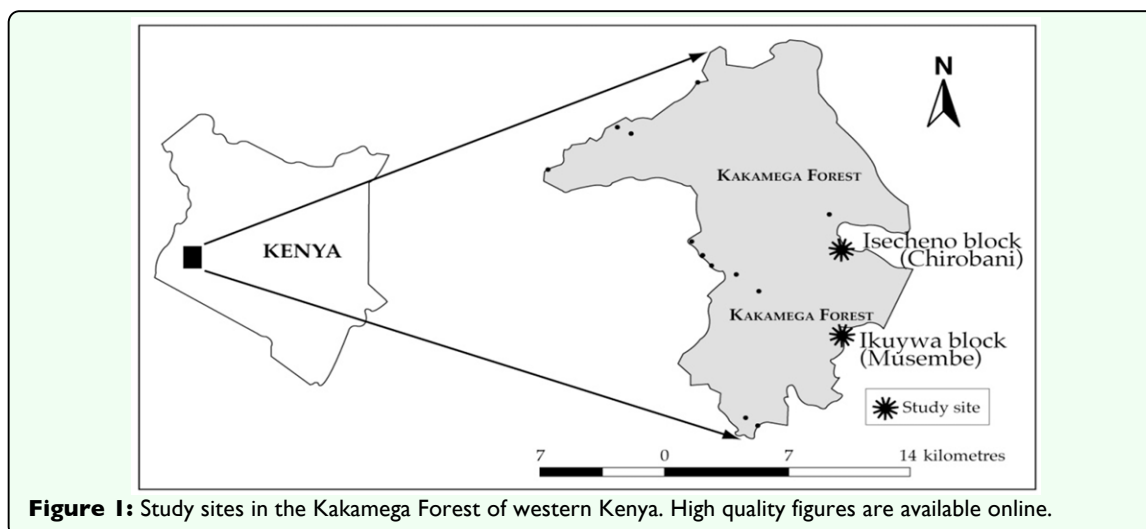 N
KAKAMEGA FOREST
Isecheno block
(Chirobani)
KENYA
KAKAMEGA FOREST
Ikuywa block
(Musembe)
Study site
7 0 7 14 kilometres
Figure 1: Study sites in the Kakamega Forest of western Kenya. High quality figures are available online.